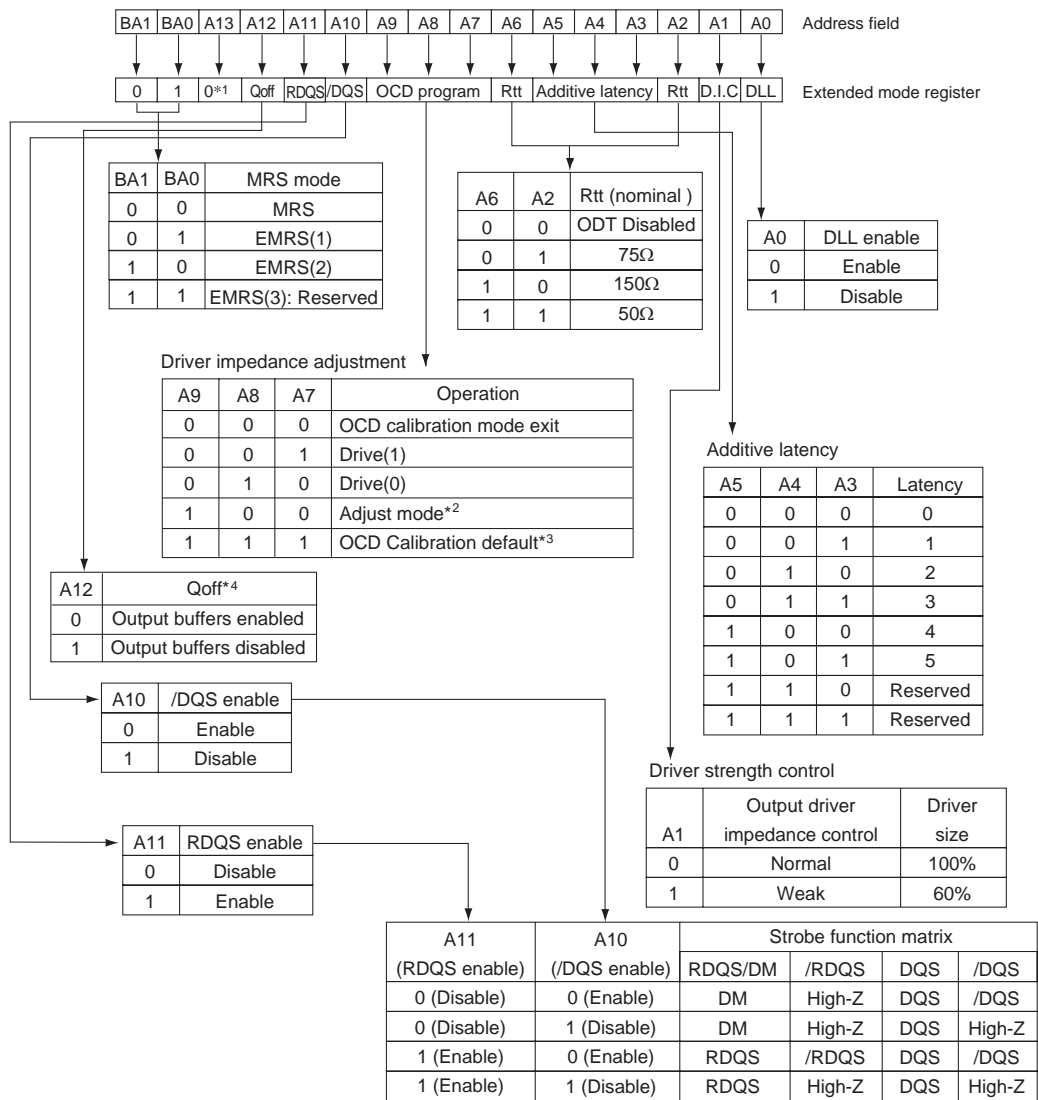 BA1 BA0 A13 A12 A11 A10 A9 A8 A7 A6 A5 A4 A3 A2 A1 A0 Address field
0 1 0*1 Qoff RDQS /DQS OCD program Rtt Additive latency Rtt D.I.C DLL Extended mode register
BA1 BA0 MRS mode
0 0 MRS
0 1 EMRS(1)
1 0 EMRS(2)
1 1 EMRS(3): Reserved
A6 A2 Rtt (nominal )
0 0 ODT Disabled
0 1 75Ω
1 0 150Ω
1 1 50Ω
A0 DLL enable
0 Enable
1 Disable
Driver impedance adjustment
A9 A8 A7 Operation
0 0 0 OCD calibration mode exit
0 0 1 Drive(1)
0 1 0 Drive(0)
1 0 0 Adjust mode*2
1 1 1 OCD Calibration default*3
Additive latency
A5 A4 A3 Latency
0 0 0 0
0 0 1 1
0 1 0 2
0 1 1 3
1 0 0 4
1 0 1 5
1 1 0 Reserved
1 1 1 Reserved
A12 Qoff*4
0 Output buffers enabled
1 Output buffers disabled
A10 /DQS enable
0 Enable
1 Disable
Driver strength control
A1 Output driver impedance control Driver size
0 Normal 100%
1 Weak 60%
A11 RDQS enable
0 Disable
1 Enable
A11 A10 Strobe function matrix
(RDQS enable) (/DQS enable) RDQS/DM /RDQS DQS /DQS
0 (Disable) 0 (Enable) DM High-Z DQS /DQS
0 (Disable) 1 (Disable) DM High-Z DQS High-Z
1 (Enable) 0 (Enable) RDQS /RDQS DQS /DQS
1 (Enable) 1 (Disable) RDQS High-Z DQS High-Z